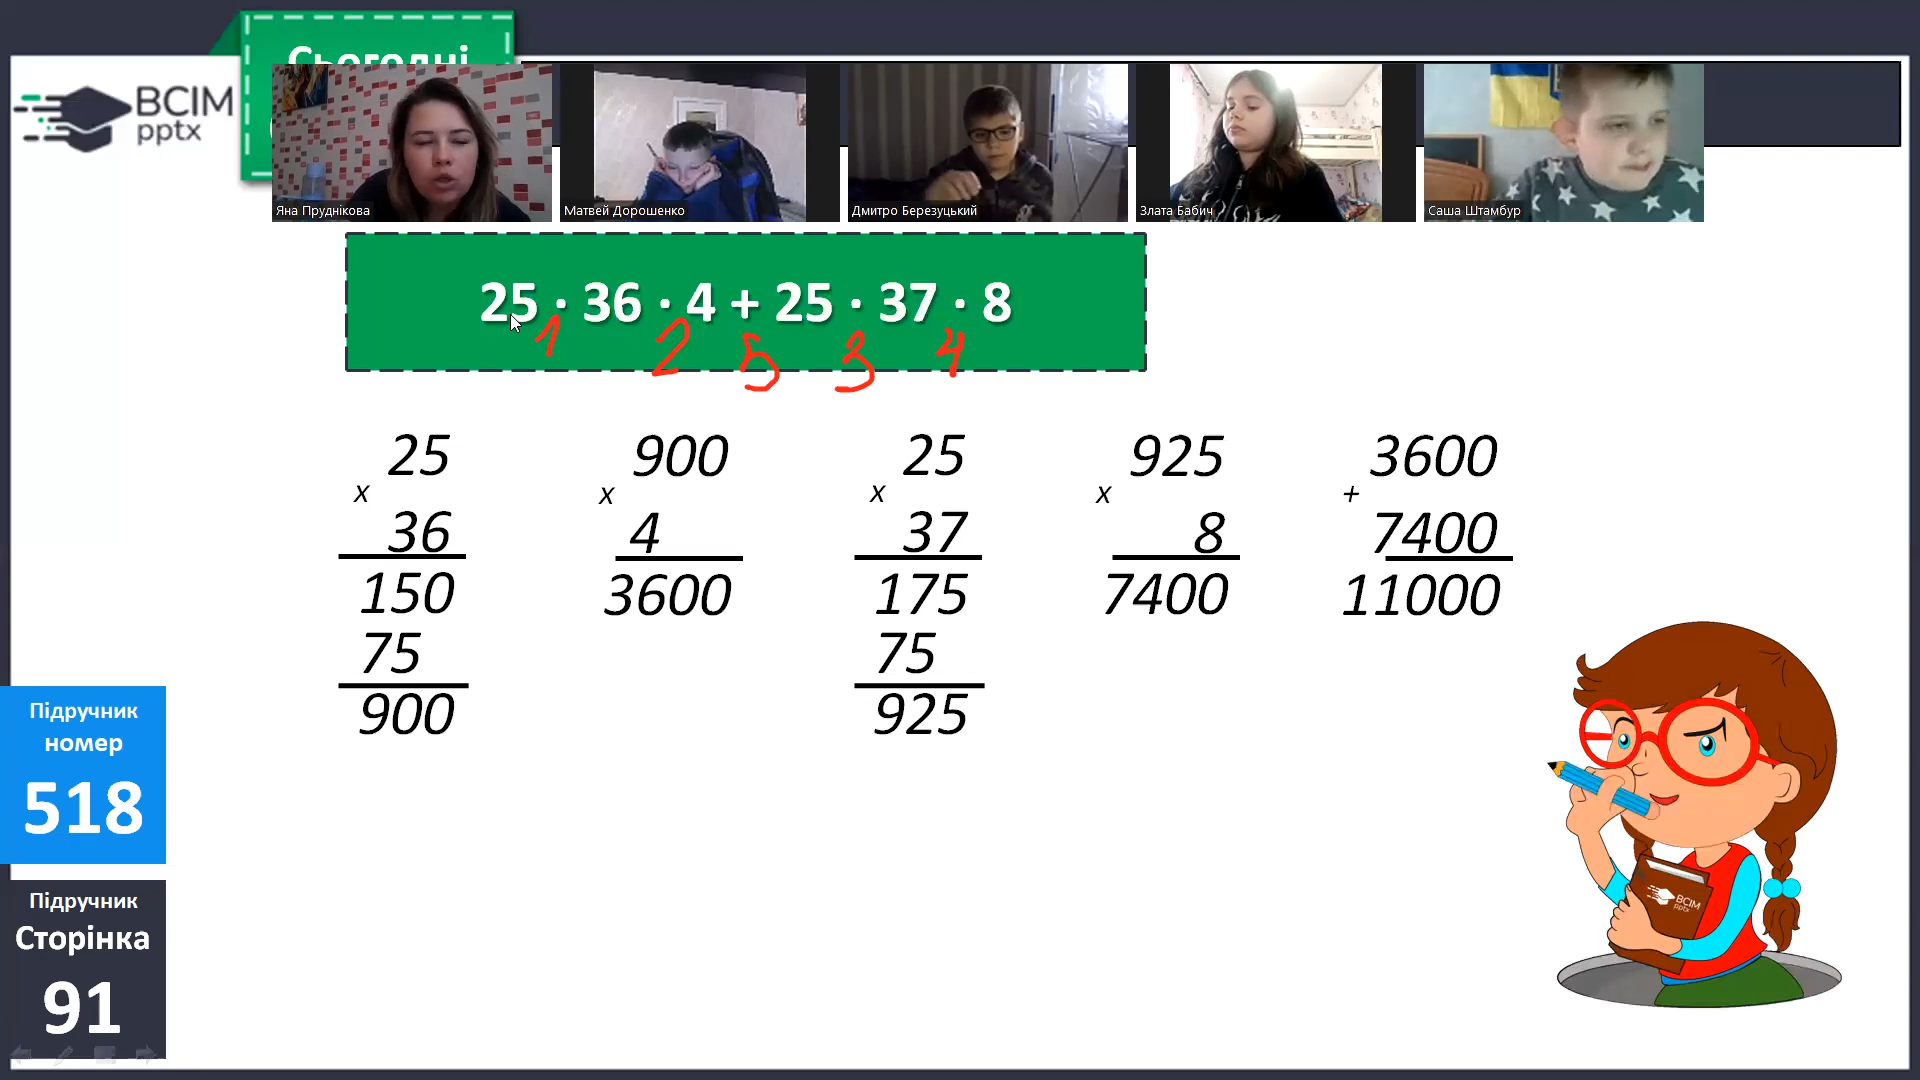 Сьогодні
ВСІМ
pptx
Яна Пруднікова
Матвей Дорошенко
Дмитро Березуцький
Злата Бабич
Саша Штамбур
25 · 36 · 4 + 25 · 37 · 8
1 2 5 3 4
25
x
36
150
75
900
900
x
4
3600
25
x
37
175
75
925
925
x
8
7400
3600
+
7400
11000
Підручник
номер
518
Підручник
Сторінка
91
ВСІМ
pptx